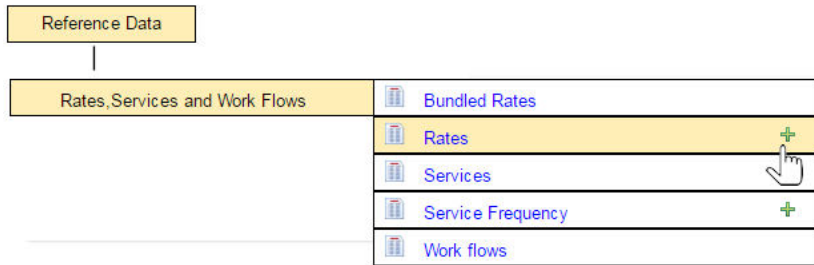 Reference Data
Rates,Services and Work Flows
Bundled Rates
Rates
Services
Service Frequency
Work flows